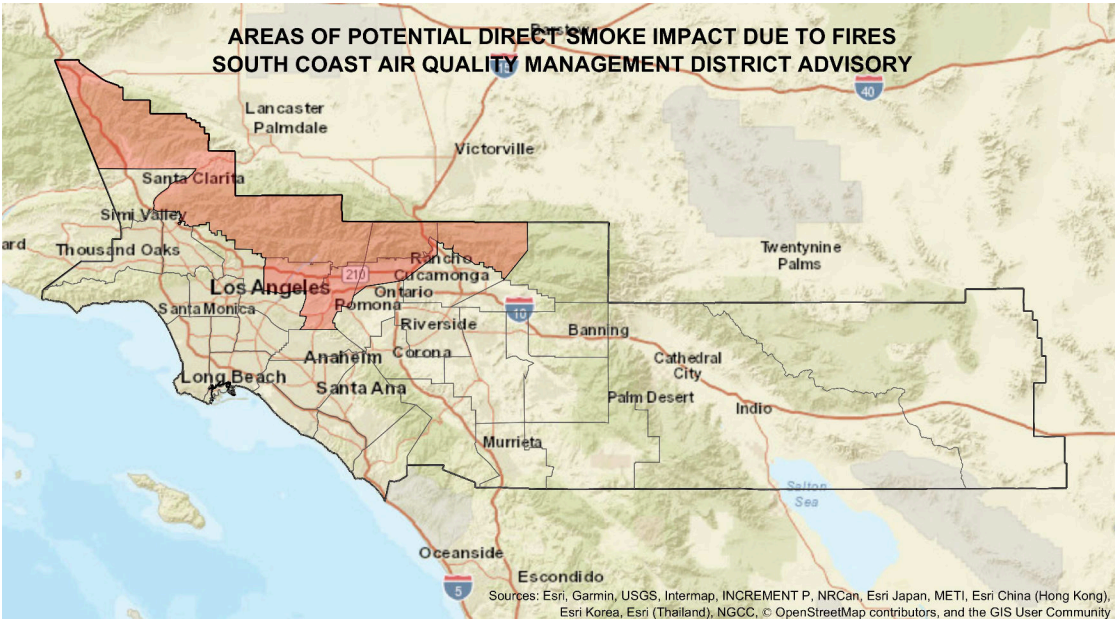 AREAS OF POTENTIAL DIRECT SMOKE IMPACT DUE TO FIRES
SOUTH COAST AIR QUALITY MANAGEMENT DISTRICT ADVISORY
Barstow
15
40
Lancaster
Palmdale
Victorville
Santa Clarita
Simi Valley
ard
Thousand Oaks
Twentynine
Palms
Rancho
Cucamonga
210
Los Angeles
Ontario
Pomona
Santa Monica
10
Riverside
Banning
Anaheim
Corona
Cathedral
City
Long Beach
Santa Ana
Palm Desert
Indio
Murrieta
Salton
Sea
Oceanside
Escondido
5
Sources: Esri, Garmin, USGS, Intermap, INCREMENT P, NRCan, Esri Japan, METI, Esri China (Hong Kong),
Esri Korea, Esri (Thailand), NGCC, © OpenStreetMap contributors, and the GIS User Community